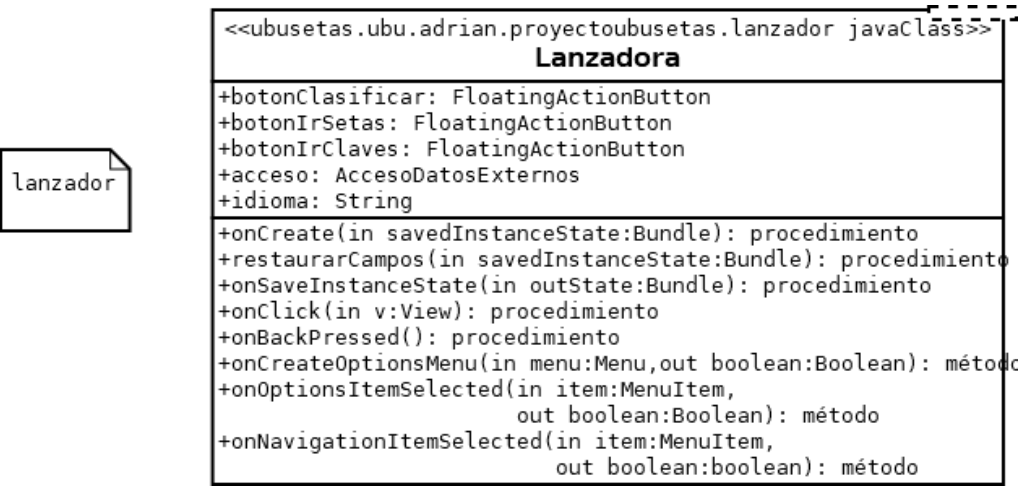 <<ubusetas.ubu.adrian.proyectoubusetas.lanzador javaClass>>
Lanzadora
+botonClasificar: FloatingActionButton
+botonIrSetas: FloatingActionButton
+botonIrClaves: FloatingActionButton
+acceso: AccesoDatosExternos
+idioma: String
lanzador
+onCreate(in savedInstanceState:Bundle): procedimiento
+restaurarCampos(in savedInstanceState:Bundle): procedimiento
+onSaveInstanceState(in outState:Bundle): procedimiento
+onClick(in v:View): procedimiento
+onBackPressed(): procedimiento
+onCreateOptionsMenu(in menu:Menu,out boolean:Boolean): método
+onOptionsItemSelected(in item:MenuItem,
out boolean:Boolean): método
+onNavigationItemSelected(in item:MenuItem,
out boolean:boolean): método